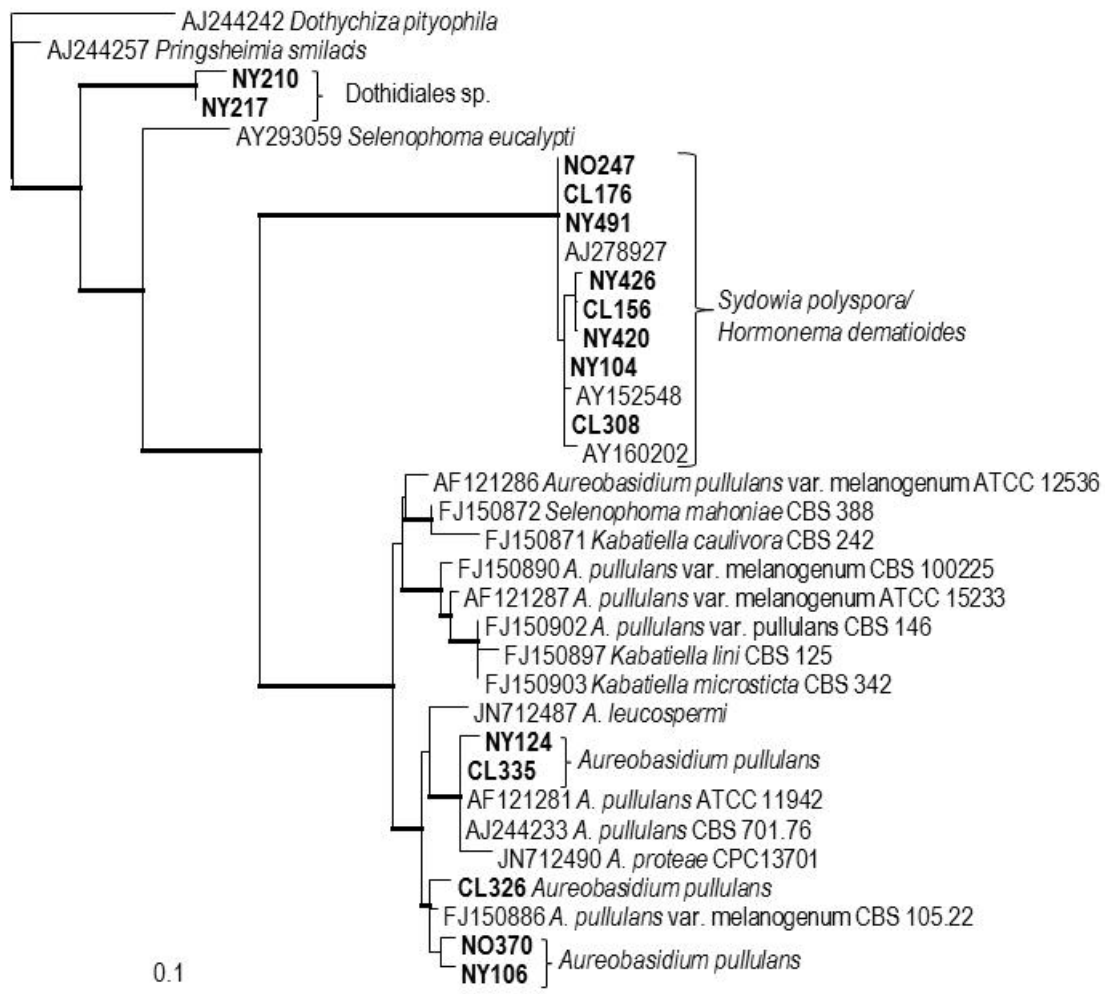 AJ244242 Dothychiza pityophila
AJ244257 Pringsheimia smilacis
NY210
NY217
Dothidiales sp.
AY293059 Selenophoma eucalypti
NO247
CL176
NY491
AJ278927
NY426
CL156
NY420
NY104
AY152548
CL308
AY160202
Sydowia polyspora/
Hormonema dematioides
AF121286 Aureobasidium pullulans var. melanogenum ATCC 12536
FJ150872 Selenophoma mahoniae CBS 388
FJ150871 Kabatiella caulivora CBS 242
FJ150890 A. pullulans var. melanogenum CBS 100225
AF121287 A. pullulans var. melanogenum ATCC 15233
FJ150902 A. pullulans var. pullulans CBS 146
FJ150897 Kabatiella lini CBS 125
FJ150903 Kabatiella microsticta CBS 342
JN712487 A. leucospermi
NY124
CL335
Aureobasidium pullulans
AF121281 A. pullulans ATCC 11942
AJ244233 A. pullulans CBS 701.76
JN712490 A. proteae CPC13701
CL326 Aureobasidium pullulans
FJ150886 A. pullulans var. melanogenum CBS 105.22
NO370
NY106
Aureobasidium pullulans
0.1